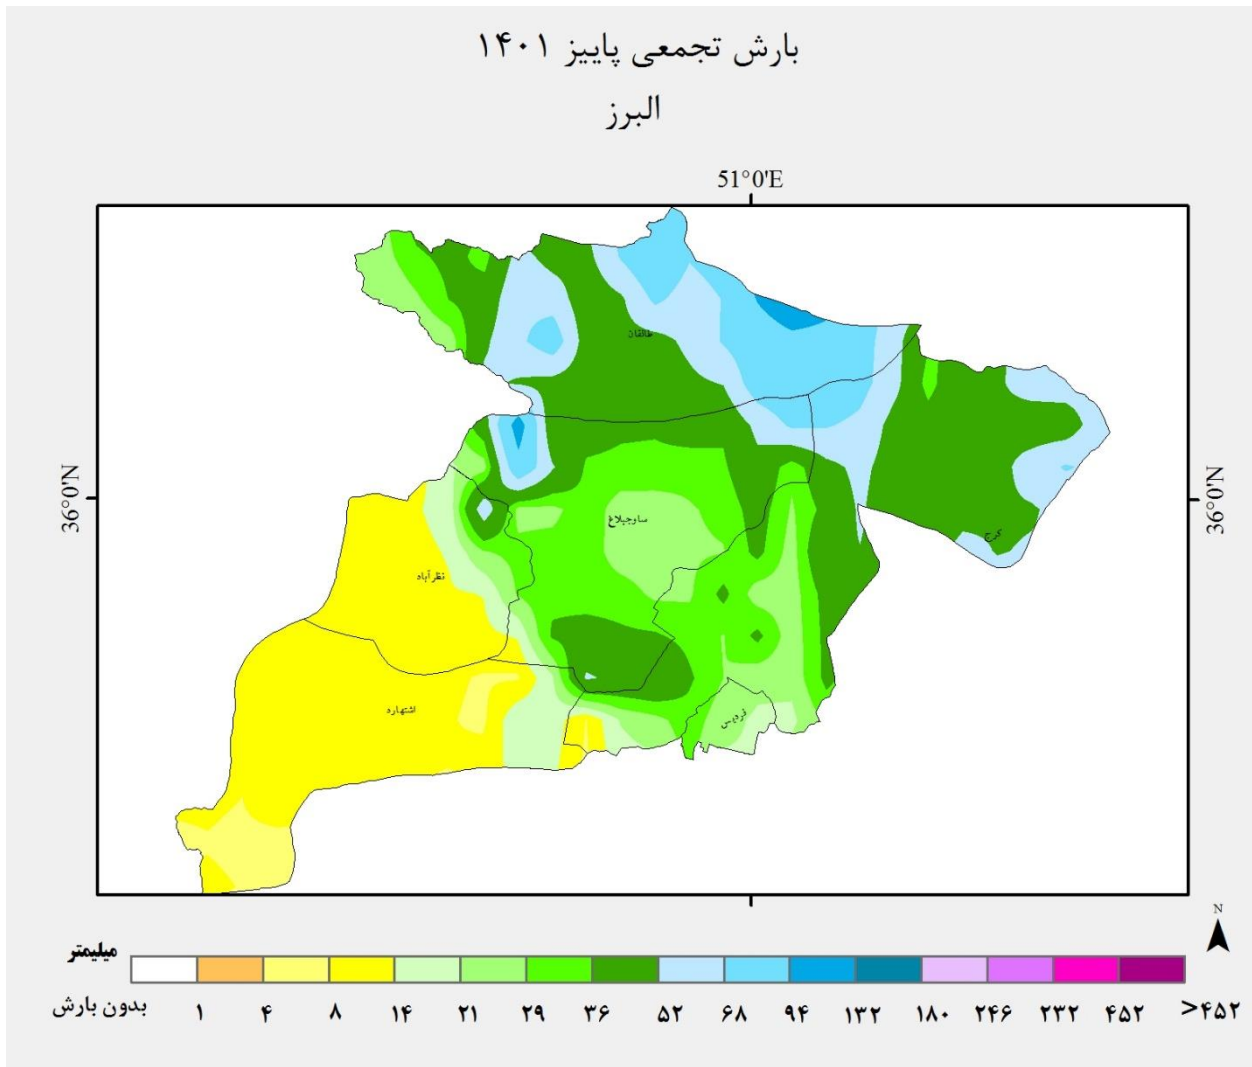 بارش تجمعی پاییز ۱۴۰۱
البرز
51°0'E
36°0'N
36°0'N
طالقان
ساوجبلاغ
کرج
نظرآباد
اشتهارد
فردیس
N
میلیمتر
بدون بارش ۱ ۴ ۸ ۱۴ ۲۱ ۲۹ ۳۶ ۵۲ ۶۸ ۹۴ ۱۳۲ ۱۸۰ ۲۴۶ ۲۳۲ ۴۵۲ >۴۵۲